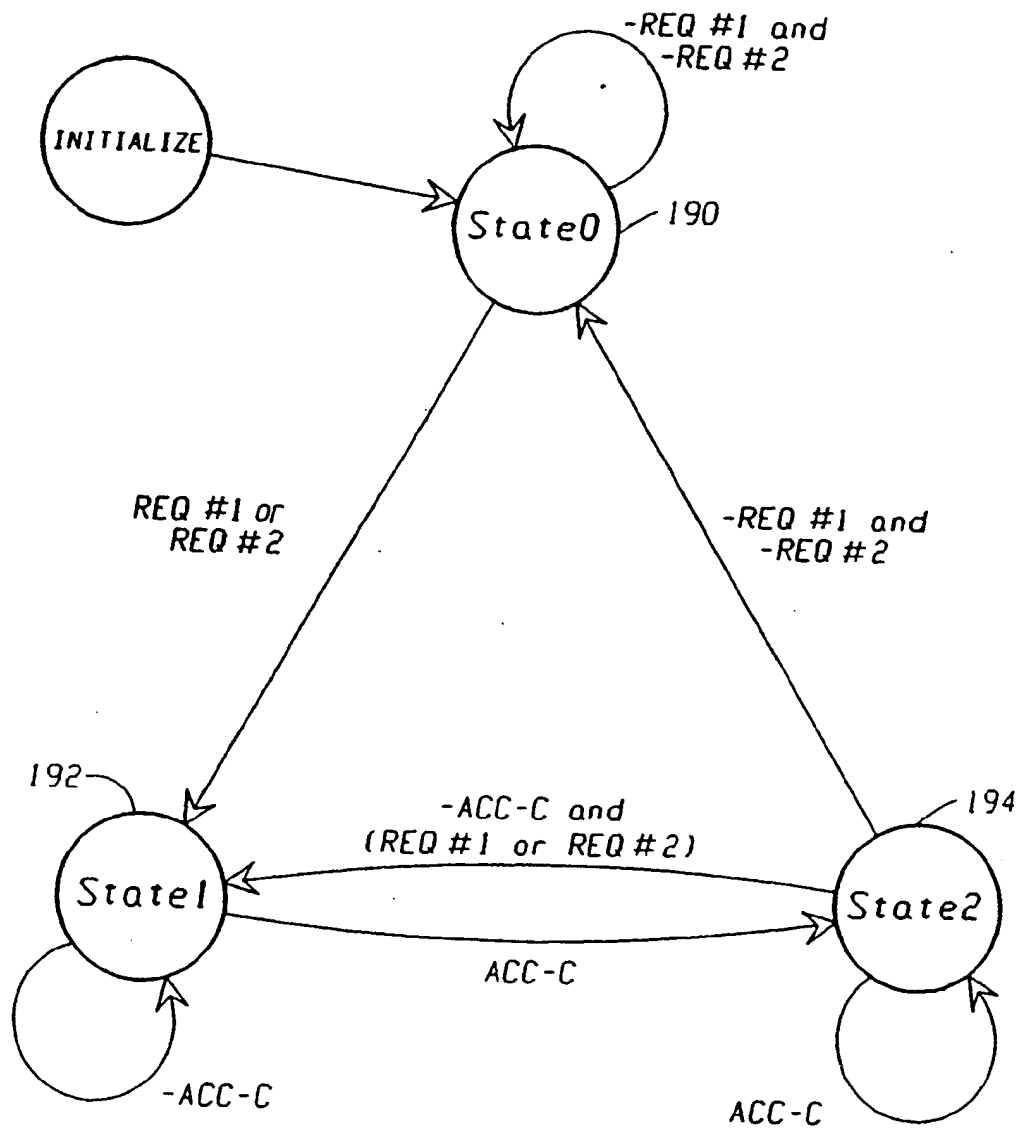 -REQ #1 and
-REQ #2
INITIALIZE
State0
190
REQ #1 or
REQ #2
-REQ #1 and
-REQ #2
192
-ACC-C and
(REQ #1 or REQ #2)
194
State1
State2
ACC-C
-ACC-C
ACC-C